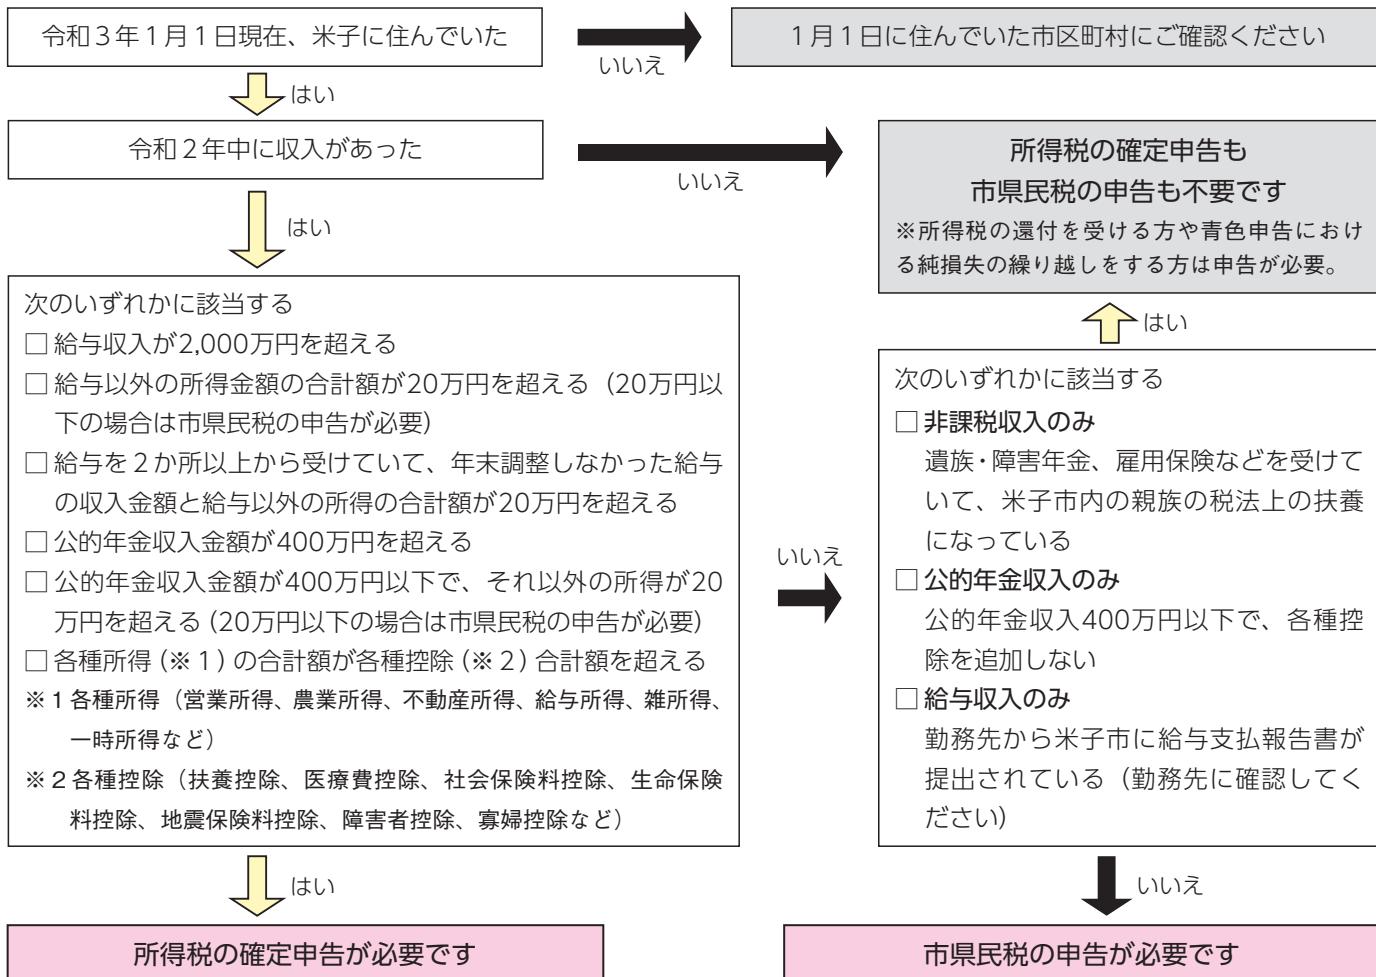 令和３年１月１日現在、米子に住んでいた
いいえ
１月１日に住んでいた市区町村にご確認ください
はい
令和２年中に収入があった
いいえ
所得税の確定申告も
市県民税の申告も不要です
※所得税の還付を受ける方や青色申告におけ
る純損失の繰り越しをする方は申告が必要。
はい
次のいずれかに該当する
□ 給与収入が2,000万円を超える
□ 給与以外の所得金額の合計額が20万円を超える（20万円以
下の場合は市県民税の申告が必要）
□ 給与を２か所以上から受けていて、年末調整しなかった給与
の収入金額と給与以外の所得の合計額が20万円を超える
□ 公的年金収入金額が400万円を超える
□ 公的年金収入金額が400万円以下で、それ以外の所得が20
万円を超える（20万円以下の場合は市県民税の申告が必要）
□ 各種所得（※１）の合計額が各種控除（※２）合計額を超える
※１各種所得（営業所得、農業所得、不動産所得、給与所得、雑所得、
一時所得など）
※２各種控除（扶養控除、医療費控除、社会保険料控除、生命保険
料控除、地震保険料控除、障害者控除、寡婦控除など）
いいえ
はい
次のいずれかに該当する
□ 非課税収入のみ
遺族・障害年金、雇用保険などを受けて
いて、米子市内の親族の税法上の扶養
になっている
□ 公的年金収入のみ
公的年金収入400万円以下で、各種控
除を追加しない
□ 給与収入のみ
勤務先から米子市に給与支払報告書が
提出されている（勤務先に確認してく
ださい）
はい
いいえ
所得税の確定申告が必要です
市県民税の申告が必要です